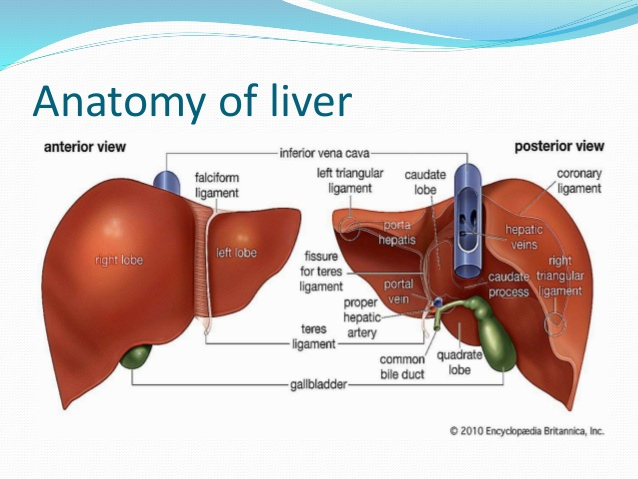 Anatomy of liver
anterior view
posterior view
inferior vena cava
falciform
ligament
left triangular
ligament
caudate
lobe
coronary
ligament
right lobe
left lobe
porta
hepatis
hepatic
veins
fissure
for teres
ligament
portal
vein
caudate
process
right
triangular
ligament
proper
hepatic
artery
teres
ligament
common
bile duct
quadrate
lobe
gallbladder
© 2010 Encyclopædia Britannica, Inc.